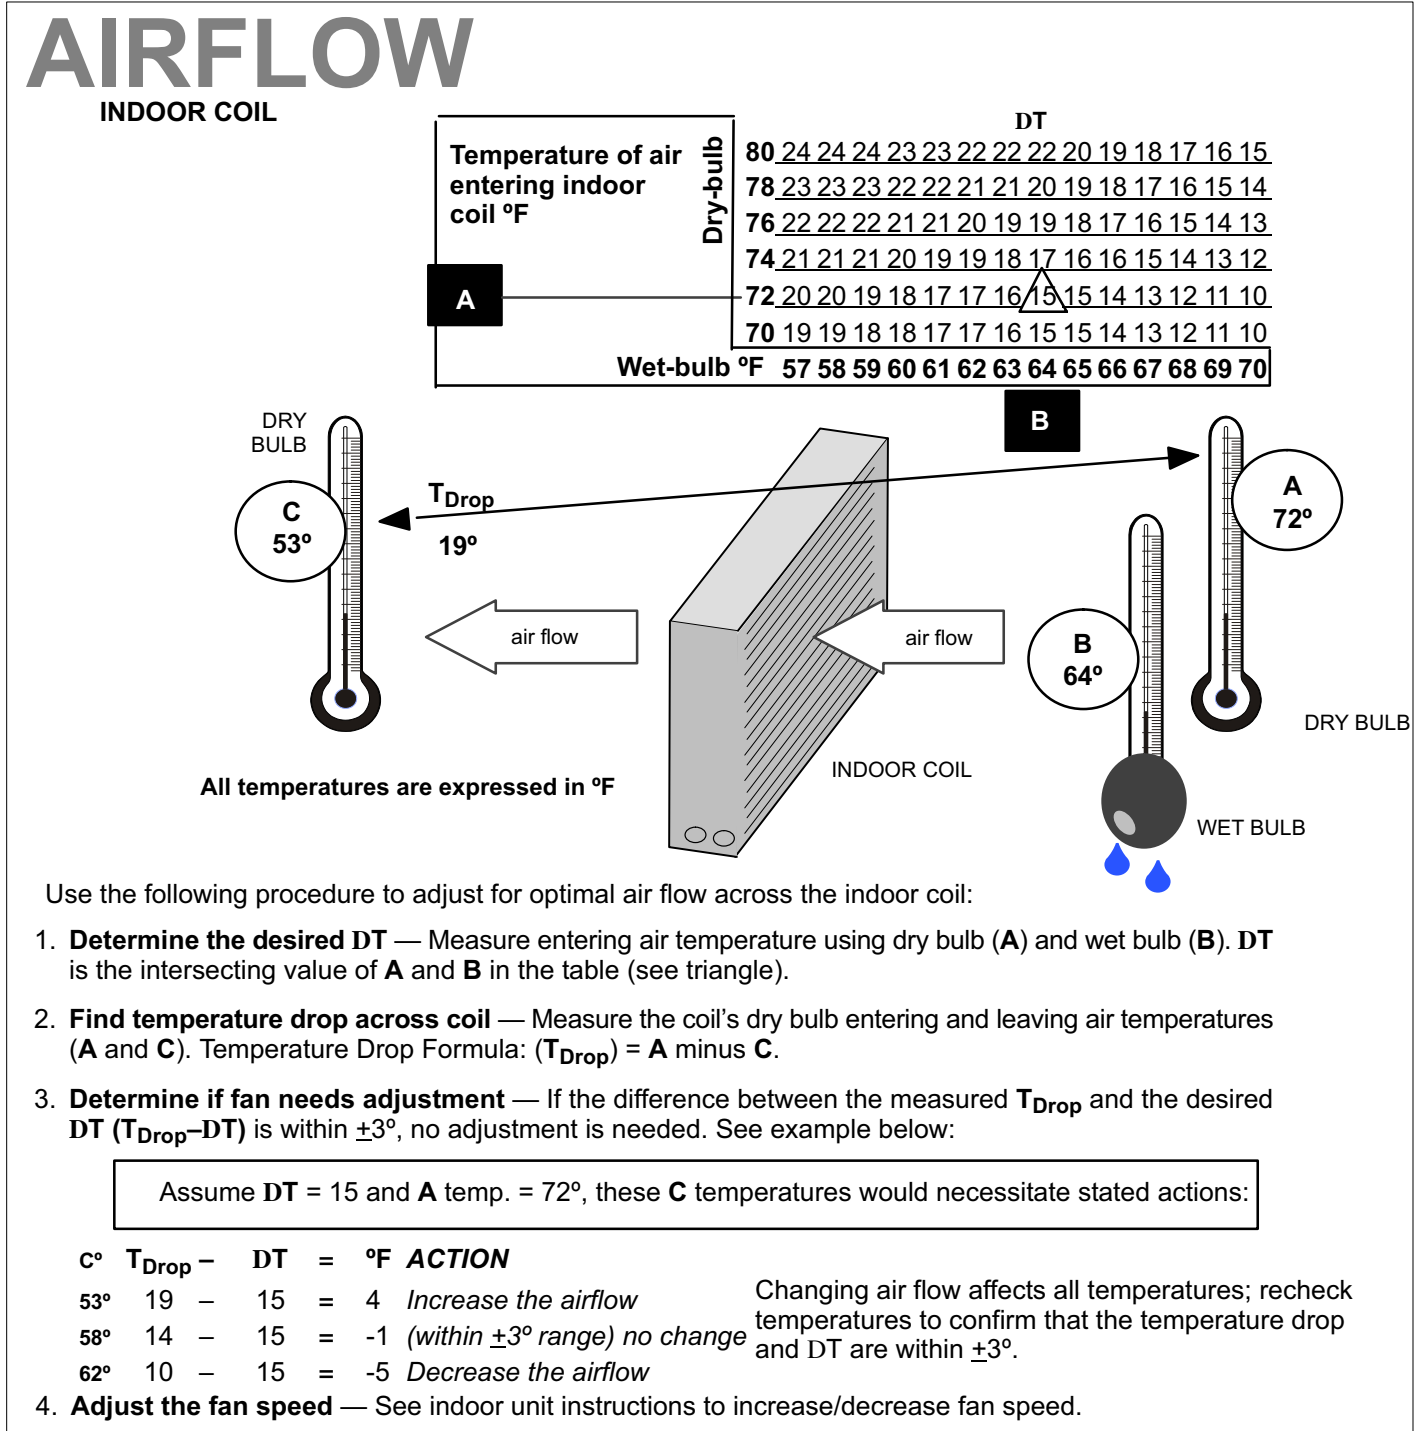 AIRFLOW
INDOOR COIL
DT
Temperature of air
entering indoor
coil ºF
Dry-bulb
80 24 24 24 23 23 22 22 22 20 19 18 17 16 15
78 23 23 23 22 22 21 21 20 19 18 17 16 15 14
76 22 22 22 21 21 20 19 19 18 17 16 15 14 13
74 21 21 21 20 19 19 18 17 16 16 15 14 13 12
A
72 20 20 19 18 17 17 16 15 15 14 13 12 11 10
70 19 19 18 18 17 17 16 15 15 14 13 12 11 10
Wet-bulb ºF 57 58 59 60 61 62 63 64 65 66 67 68 69 70
B
DRY
BULB
C
53º
TDrop
19º
A
72º
air flow
air flow
B
64º
DRY BULB
INDOOR COIL
All temperatures are expressed in ºF
WET BULB
Use the following procedure to adjust for optimal air flow across the indoor coil:
1. Determine the desired DT — Measure entering air temperature using dry bulb (A) and wet bulb (B). DT
is the intersecting value of A and B in the table (see triangle).
2. Find temperature drop across coil — Measure the coil’s dry bulb entering and leaving air temperatures
(A and C). Temperature Drop Formula: (TDrop) = A minus C.
3. Determine if fan needs adjustment — If the difference between the measured TDrop and the desired
DT (TDrop–DT) is within +3º, no adjustment is needed. See example below:
Assume DT = 15 and A temp. = 72º, these C temperatures would necessitate stated actions:
Cº TDrop – DT = ºF ACTION
53º 19 – 15 = 4 Increase the airflow
58º 14 – 15 = -1 (within +3º range) no change
62º 10 – 15 = -5 Decrease the airflow
Changing air flow affects all temperatures; recheck
temperatures to confirm that the temperature drop
and DT are within +3º.
4. Adjust the fan speed — See indoor unit instructions to increase/decrease fan speed.